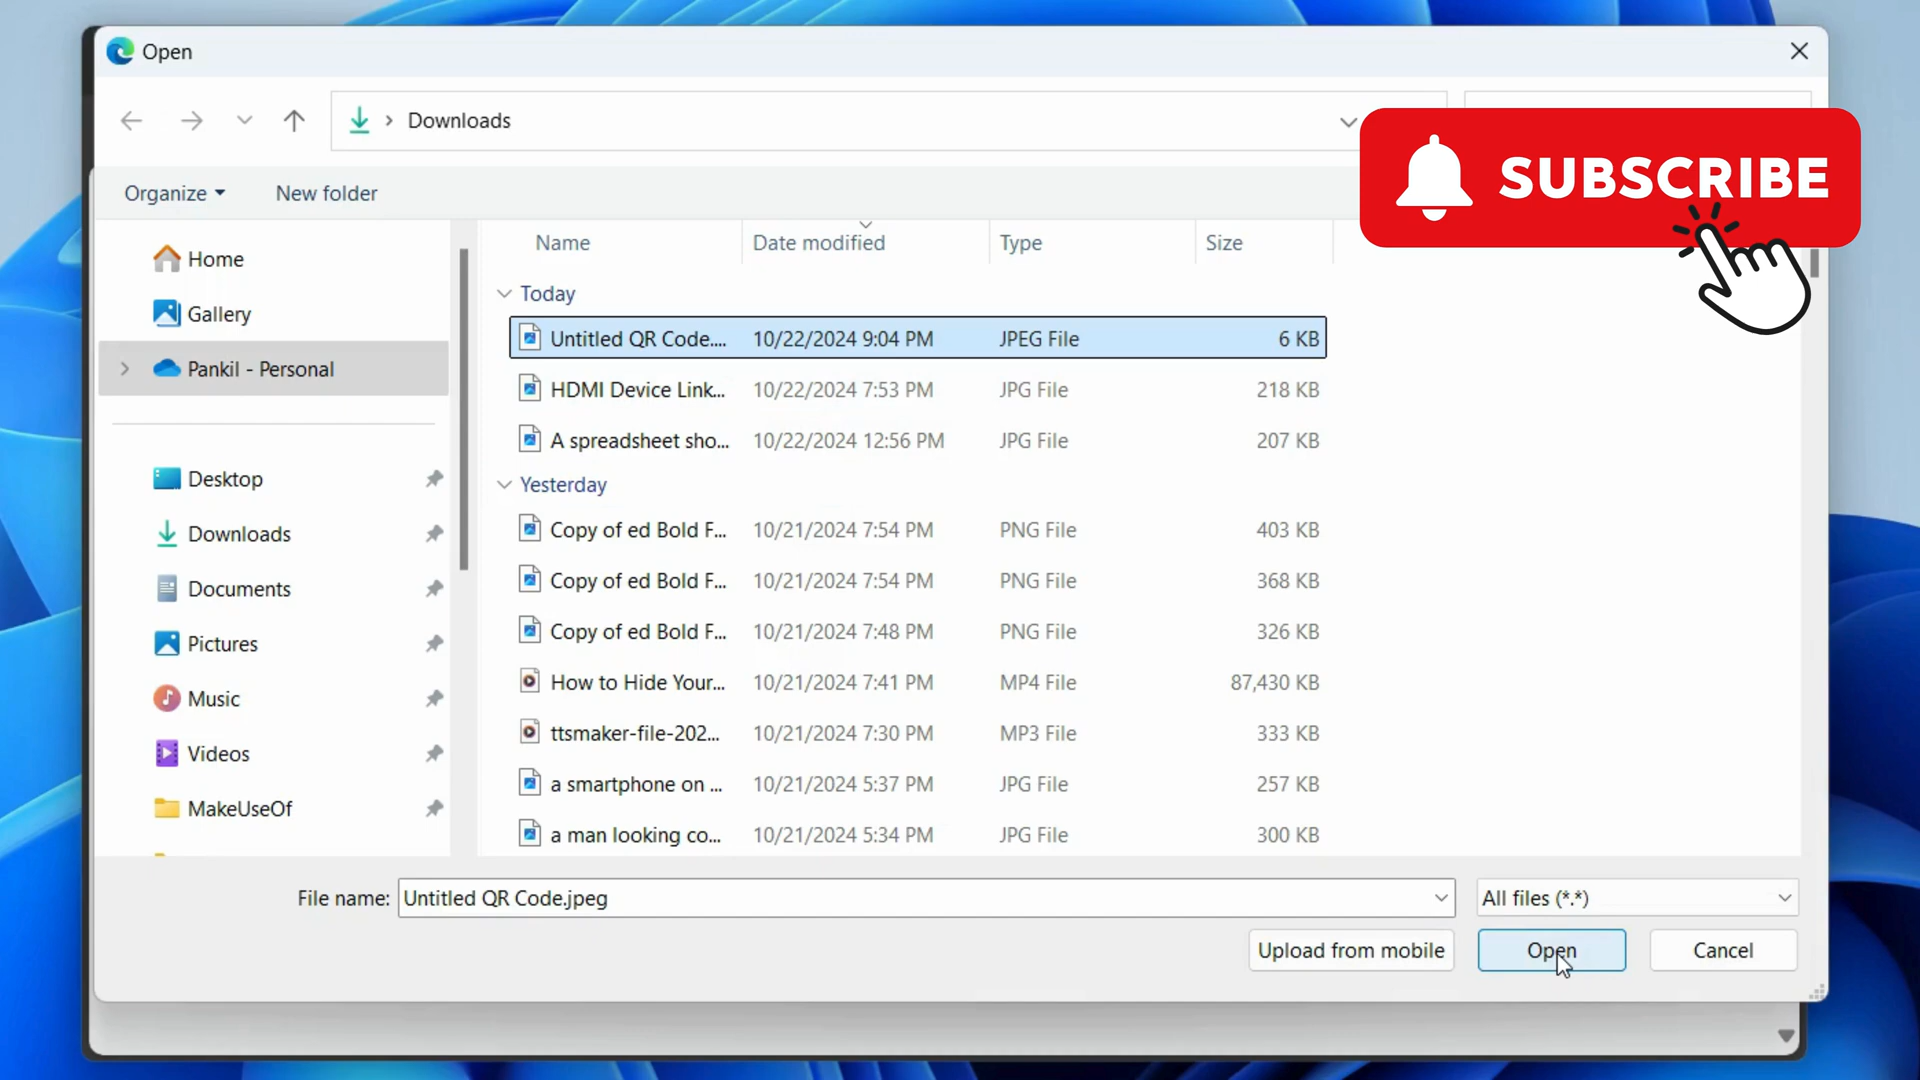 Open
Downloads
SUBSCRIBE
Organize
New folder
Name Date modified Type Size
Home
Gallery
Pankil - Personal
Desktop
Downloads
Documents
Pictures
Music
Videos
MakeUseOf
Today
Untitled QR Code.... 10/22/2024 9:04 PM JPEG File 6 KB
HDMI Device Link... 10/22/2024 7:53 PM JPG File 218 KB
A spreadsheet sho... 10/22/2024 12:56 PM JPG File 207 KB
Yesterday
Copy of ed Bold F... 10/21/2024 7:54 PM PNG File 403 KB
Copy of ed Bold F... 10/21/2024 7:54 PM PNG File 368 KB
Copy of ed Bold F... 10/21/2024 7:48 PM PNG File 326 KB
How to Hide Your... 10/21/2024 7:41 PM MP4 File 87,430 KB
ttsmaker-file-202... 10/21/2024 7:30 PM MP3 File 333 KB
a smartphone on ... 10/21/2024 5:37 PM JPG File 257 KB
a man looking co... 10/21/2024 5:34 PM JPG File 300 KB
File name: Untitled QR Code.jpeg All files (*.*)
Upload from mobile Open Cancel